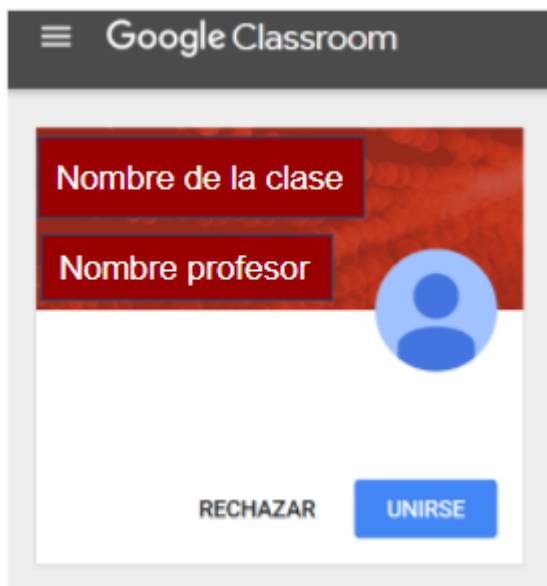 Google Classroom
Nombre de la clase
Nombre profesor
RECHAZAR UNIRSE